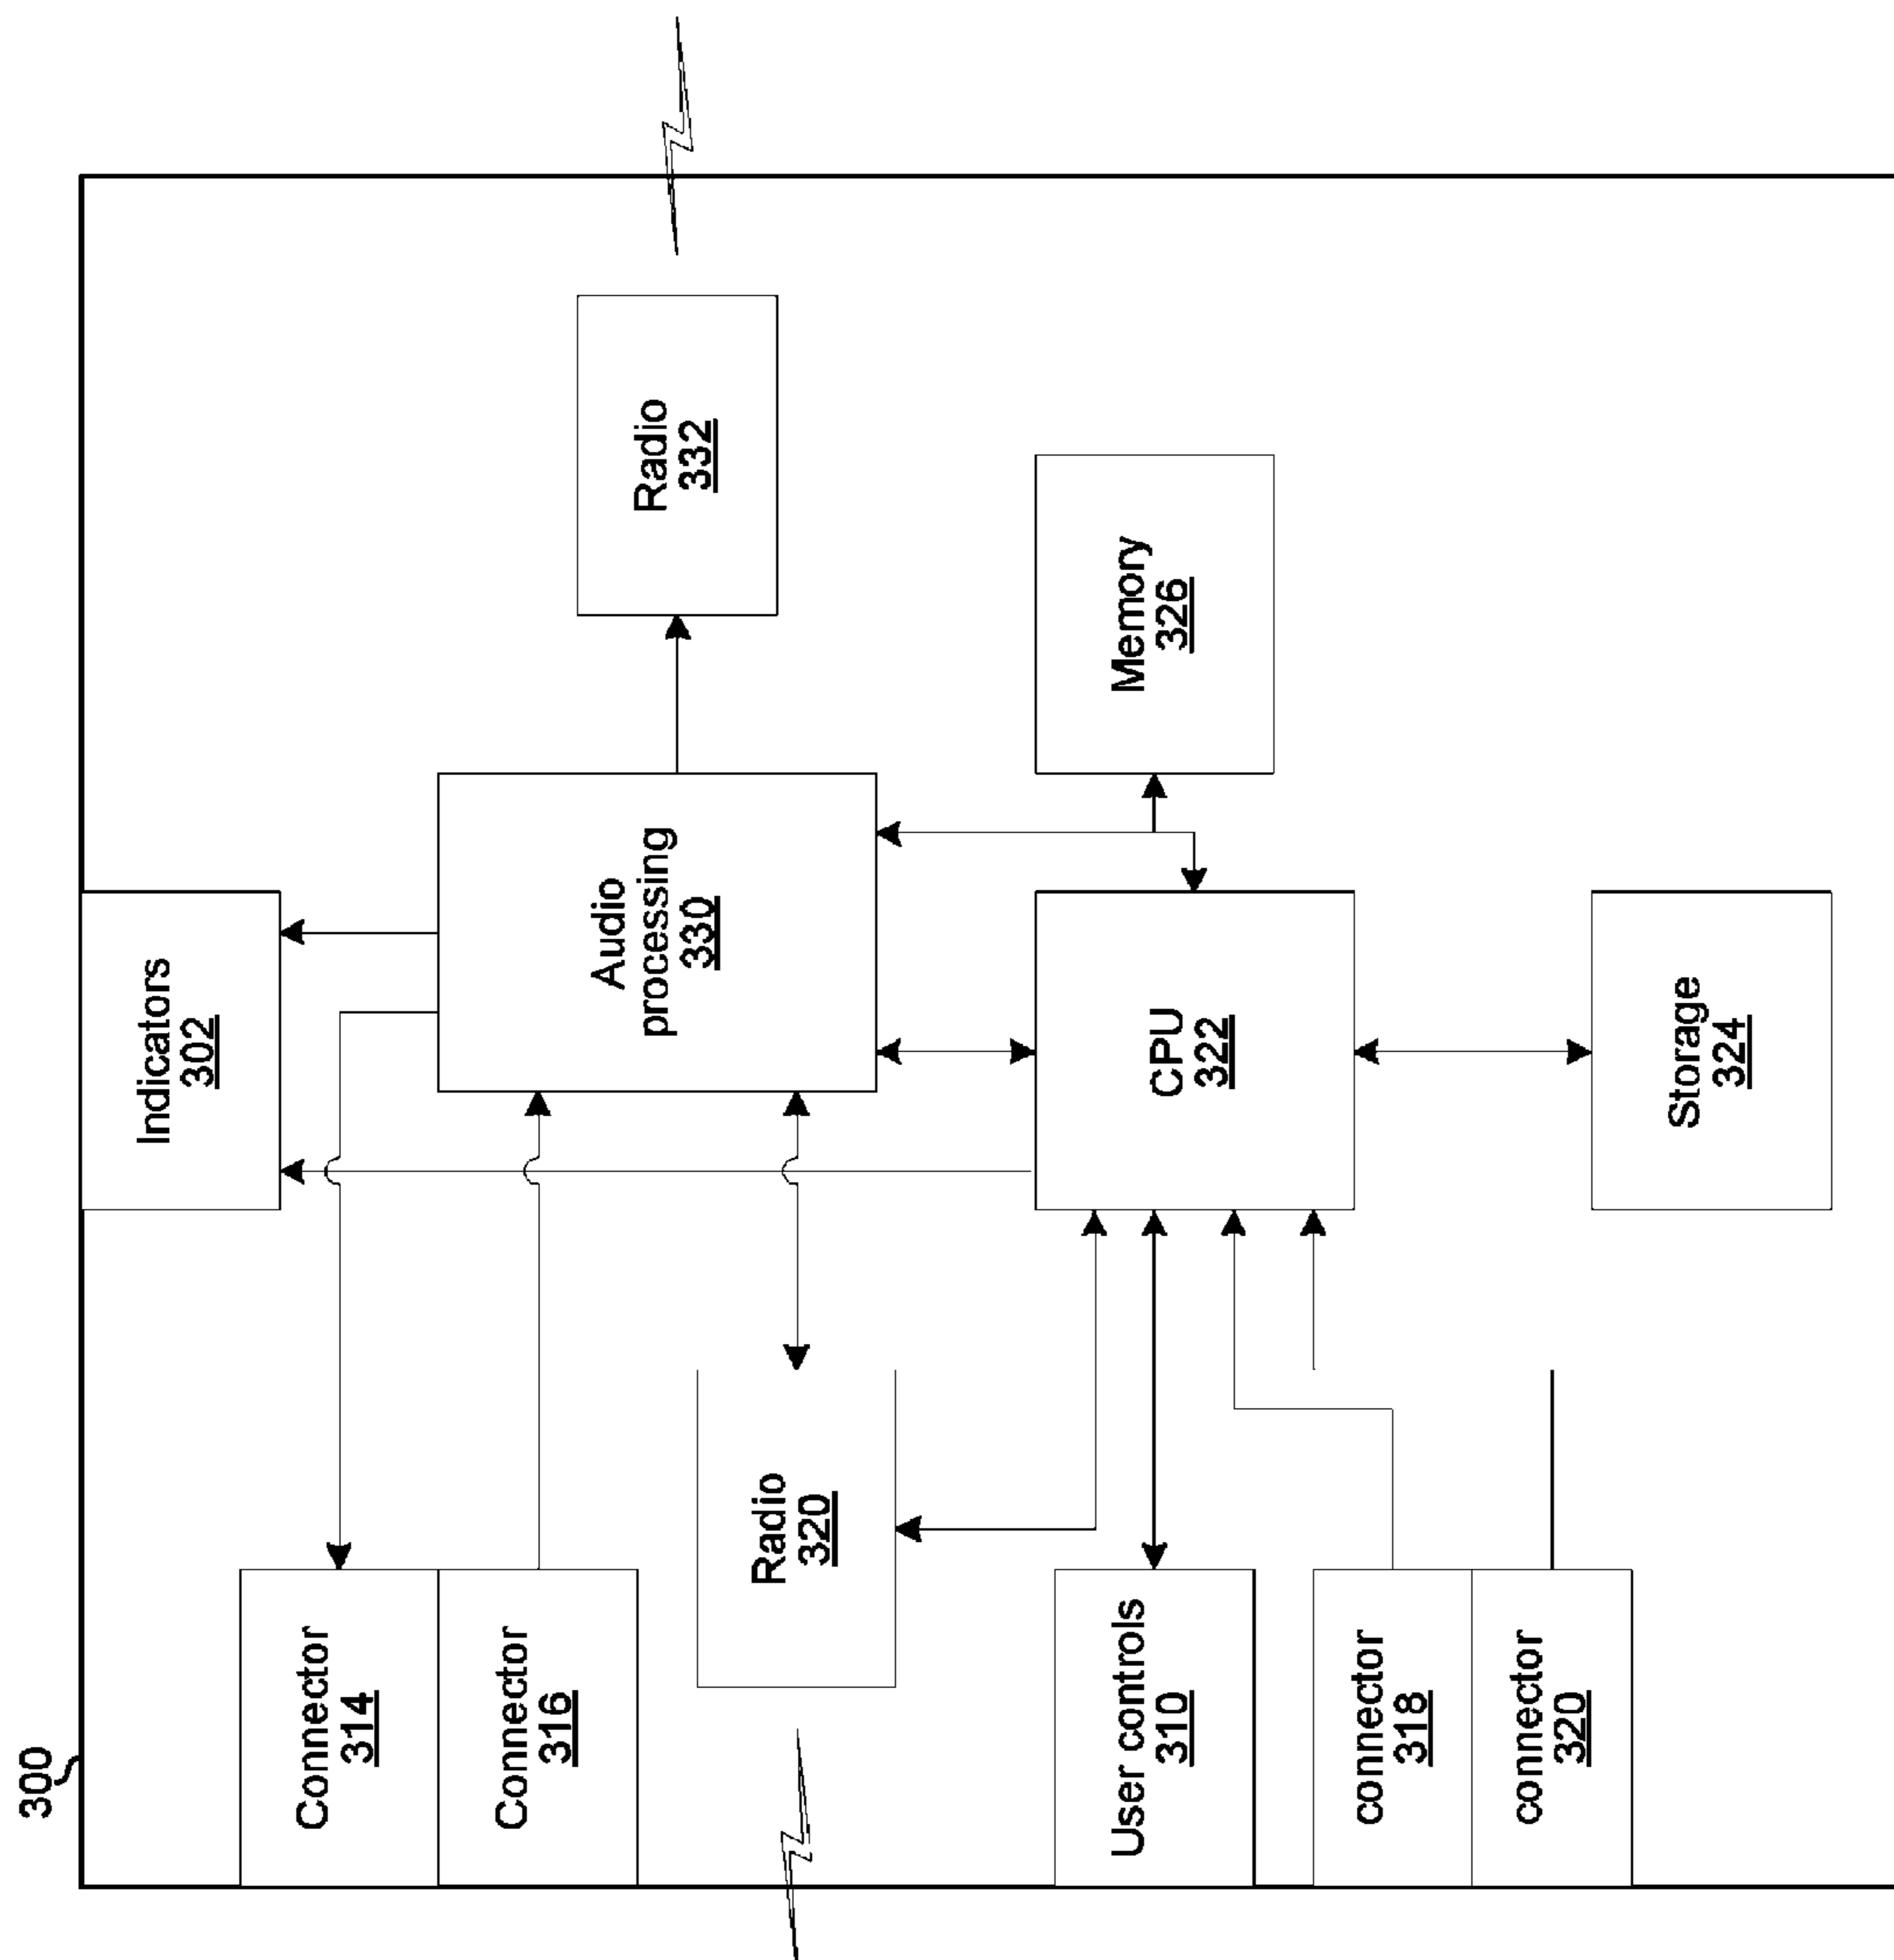 300
Indicators
302
Connector
314
Connector
316
Audio
processing
330
Radio
332
Radio
320
User controls
310
CPU
322
Memory
326
connector
318
connector
320
Storage
324